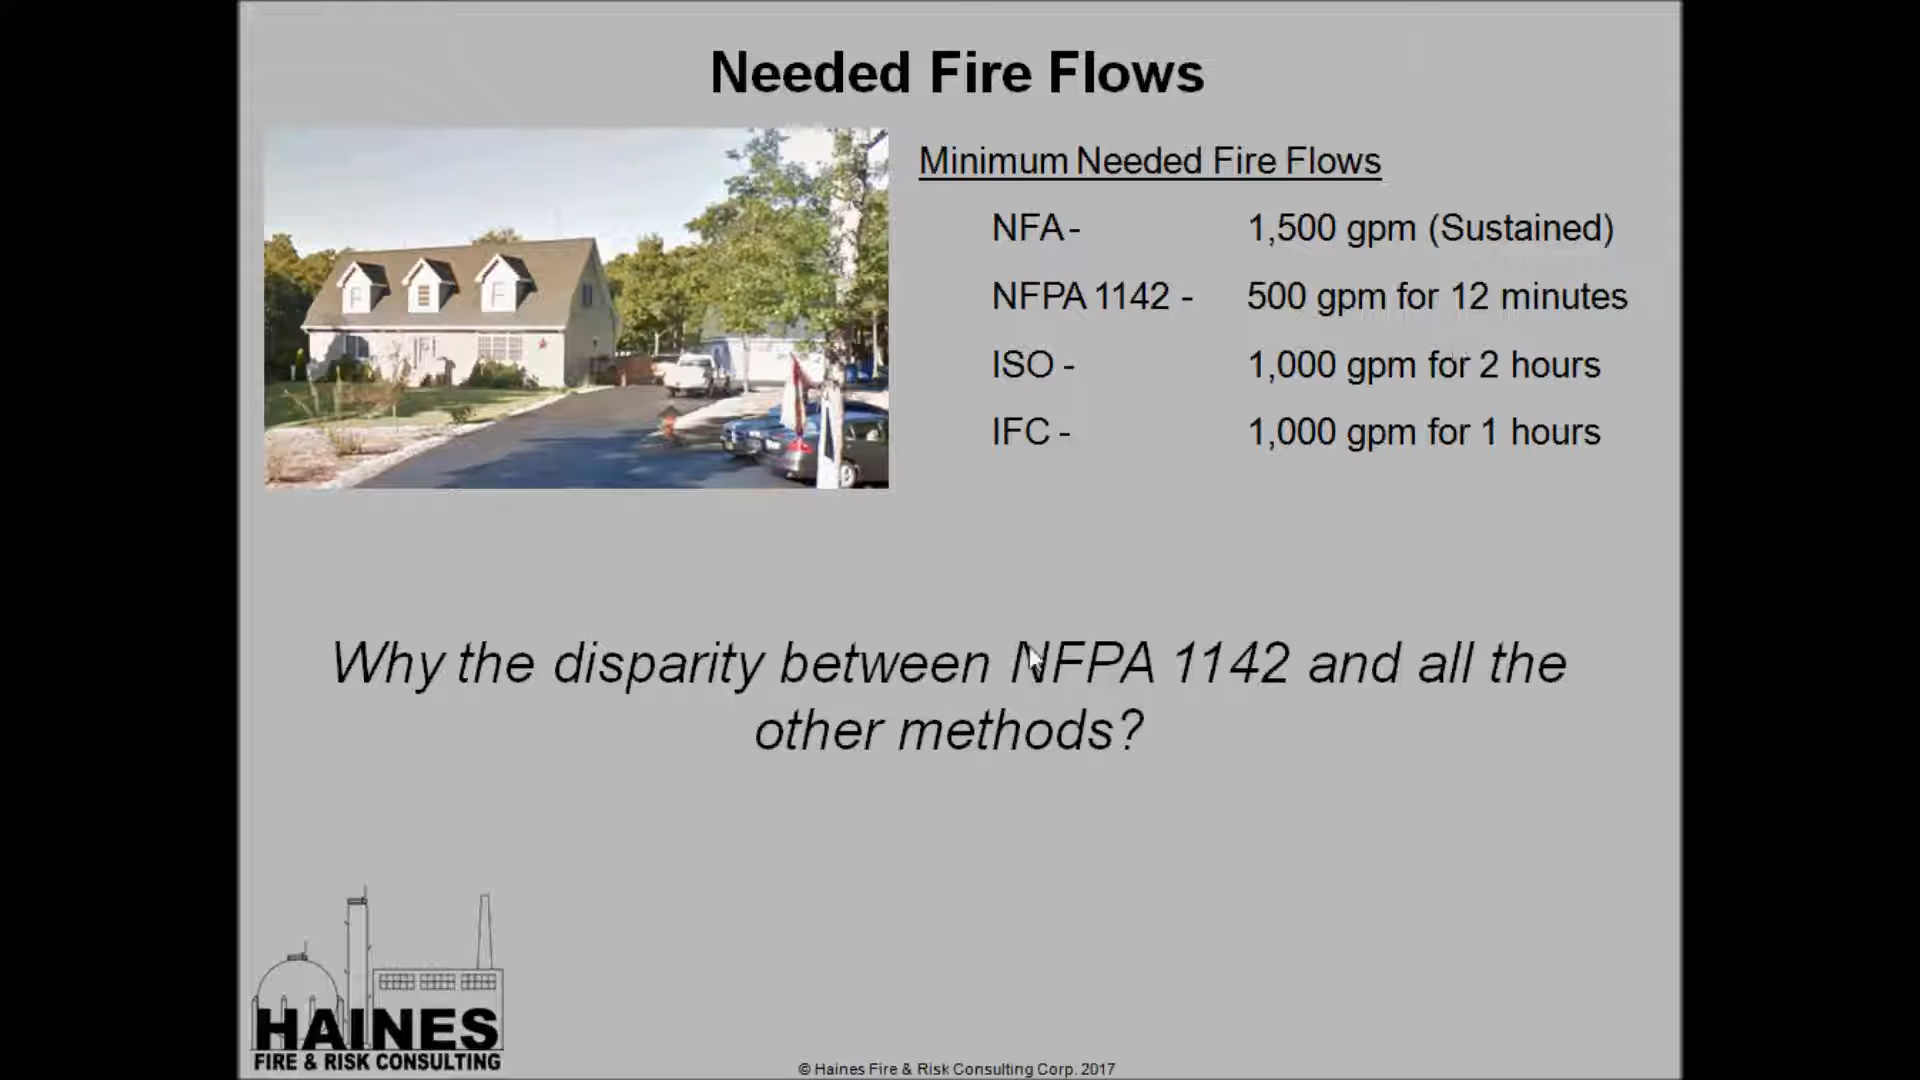 Needed Fire Flows
Minimum Needed Fire Flows
NFA - 1,500 gpm (Sustained)
NFPA 1142 - 500 gpm for 12 minutes
ISO - 1,000 gpm for 2 hours
IFC - 1,000 gpm for 1 hours
Why the disparity between NFPA 1142 and all the
other methods?
HAINES
FIRE & RISK CONSULTING
© Haines Fire & Risk Consulting Corp. 2017